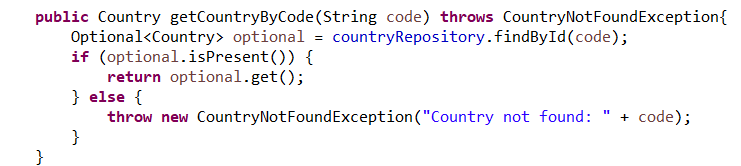 public Country getCountryByCode(String code) throws CountryNotFoundException{
    Optional<Country> optional = countryRepository.findById(code);
    if (optional.isPresent()) {
        return optional.get();
    } else {
        throw new CountryNotFoundException("Country not found: " + code);
    }
}